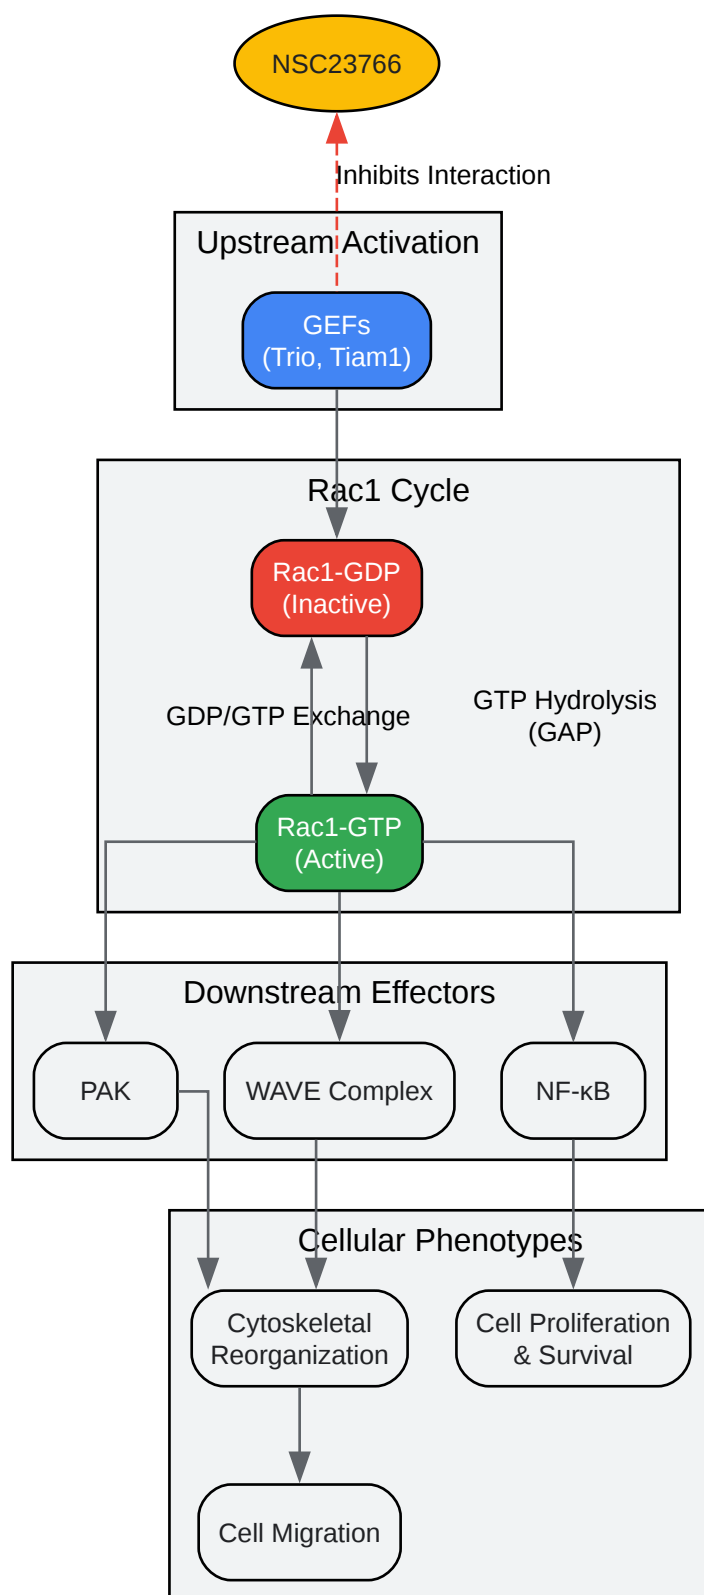 NSC23766
Inhibits Interaction
Upstream Activation
GEFs
(Trio, Tiam1)
Rac1 Cycle
Rac1-GDP
(Inactive)
GDP/GTP Exchange
GTP Hydrolysis
(GAP)
Rac1-GTP
(Active)
Downstream Effectors
PAK
WAVE Complex
NF-κB
Cellular Phenotypes
Cytoskeletal
Reorganization
Cell Proliferation
& Survival
Cell Migration